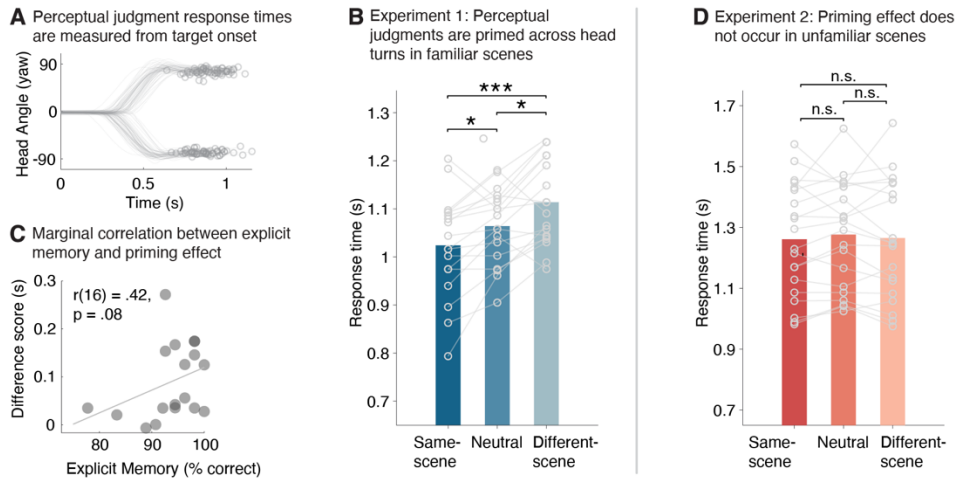 A Perceptual judgment response times
are measured from target onset
Head Angle (yaw)
90
0
-90
0
0.5
1
Time (s)
C Marginal correlation between explicit
memory and priming effect
Difference score (s)
0.3
0.2
0.1
0
r(16) = .42,
p = .08
80
90
100
Explicit Memory (% correct)
B Experiment 1: Perceptual
judgments are primed across head
turns in familiar scenes
Response time (s)
1.3
1.2
1.1
1
0.9
0.8
0.7
***
*
*
Same-
scene
Neutral
Different-
scene
D Experiment 2: Priming effect does
not occur in unfamiliar scenes
Response time (s)
1.7
1.5
1.3
1.1
0.9
0.7
n.s.
n.s.
n.s.
Same-
scene
Neutral
Different-
scene